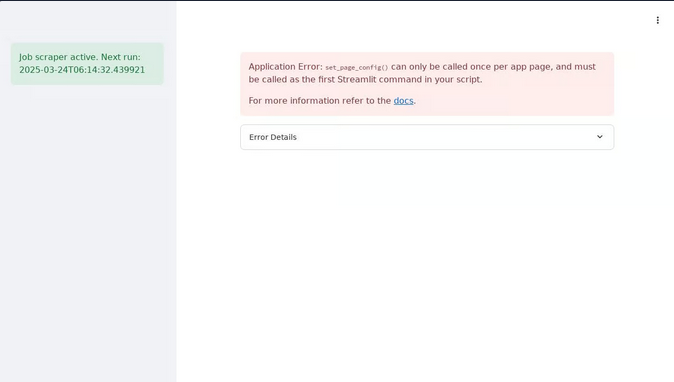 Job scraper active. Next run:
2025-03-24T06:14:32.439921
Application Error: set_page_config() can only be called once per app page, and must
be called as the first Streamlit command in your script.
For more information refer to the docs.
Error Details